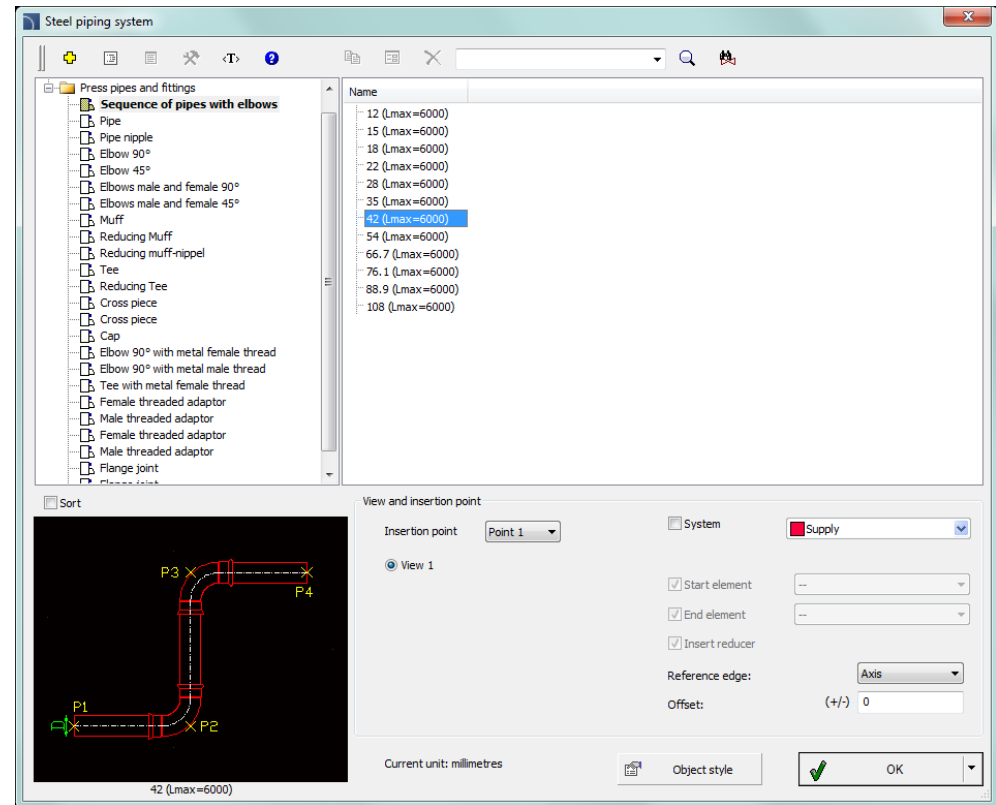 Steel piping system
<T>
Press pipes and fittings
Sequence of pipes with elbows
Pipe
Pipe nipple
Elbow 90°
Elbow 45°
Elbows male and female 90°
Elbows male and female 45°
Muff
Reducing Muff
Reducing muff-nippel
Tee
Reducing Tee
Cross piece
Cross piece
Cap
Elbow 90° with metal female thread
Elbow 90° with metal male thread
Tee with metal female thread
Female threaded adaptor
Male threaded adaptor
Female threaded adaptor
Male threaded adaptor
Flange joint
Flange joint
Name
12 (Lmax=6000)
15 (Lmax=6000)
18 (Lmax=6000)
22 (Lmax=6000)
28 (Lmax=6000)
35 (Lmax=6000)
42 (Lmax=6000)
54 (Lmax=6000)
66.7 (Lmax=6000)
76.1 (Lmax=6000)
88.9 (Lmax=6000)
108 (Lmax=6000)
Sort
P3
P4
P1
P2
42 (Lmax=6000)
View and insertion point
Insertion point Point 1
View 1
System Supply
Start element --
End element --
Insert reducer
Reference edge: Axis
Offset: (+/-) 0
Current unit: millimetres
Object style
OK